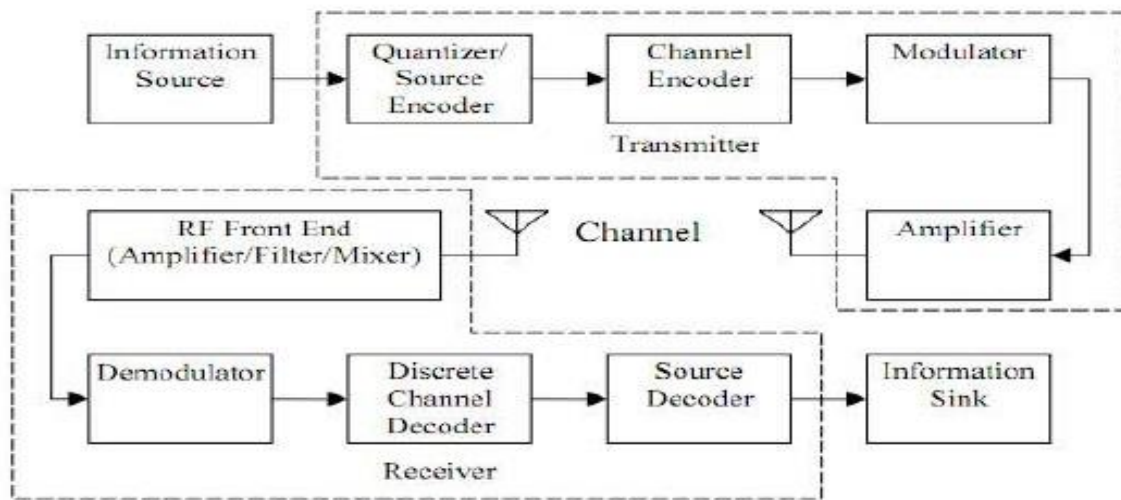 Information
Source
Quantizer/
Source
Encoder
Channel
Encoder
Modulator
Transmitter
RF Front End
(Amplifier/Filter/Mixer)
Channel
Amplifier
Demodulator
Discrete
Channel
Decoder
Source
Decoder
Information
Sink
Receiver